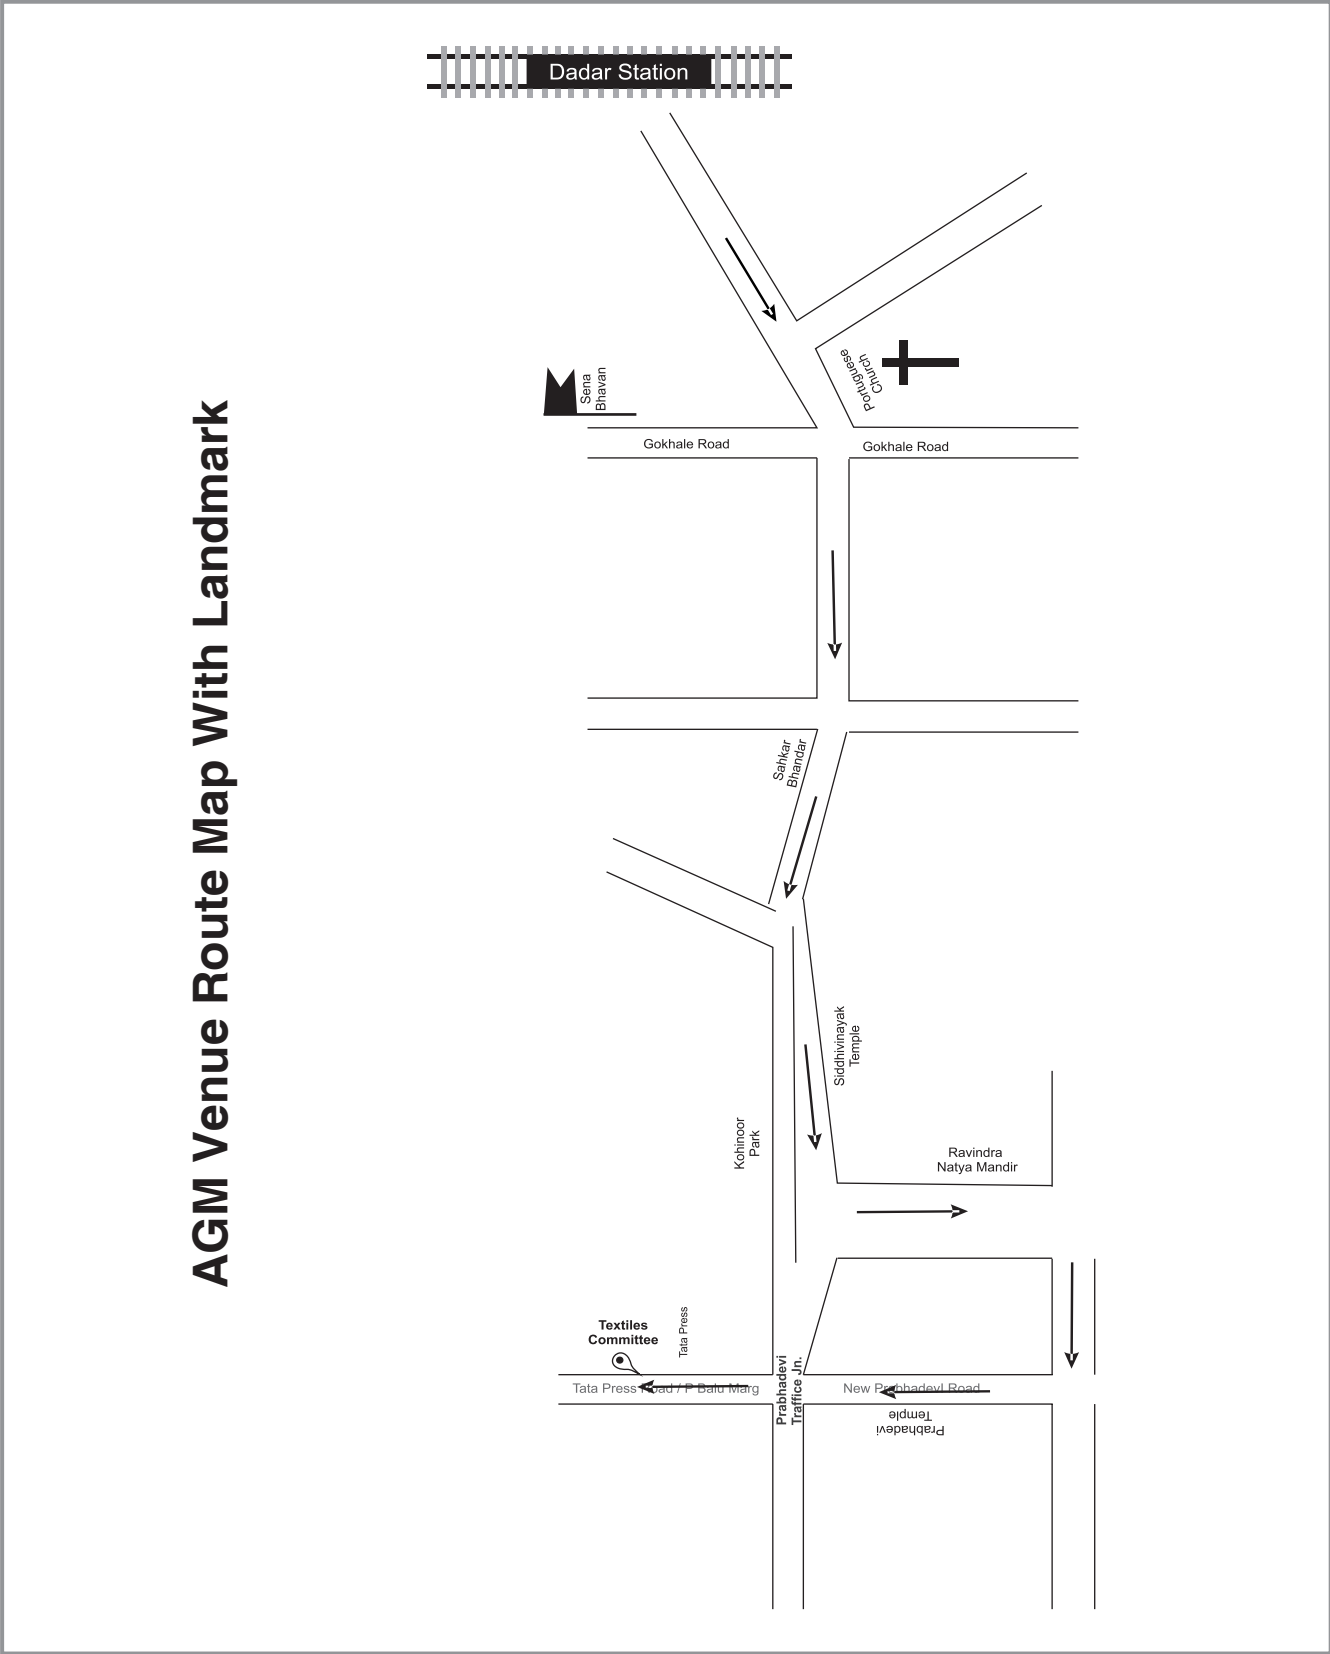 AGM Venue Route Map With Landmark
Dadar Station
Portuguese
Church
Sena
Bhavan
Gokhale Road
Gokhale Road
Sahkar
Bhandar
Siddhivinayak
Temple
Kohinoor
Park
Ravindra
Natya Mandir
Textiles
Committee
Tata Press
Prabhadevi
Traffice Jn.
Tata Press Road / P Balu Marg
New PrabhadevI Road
Prabhadevi
Temple